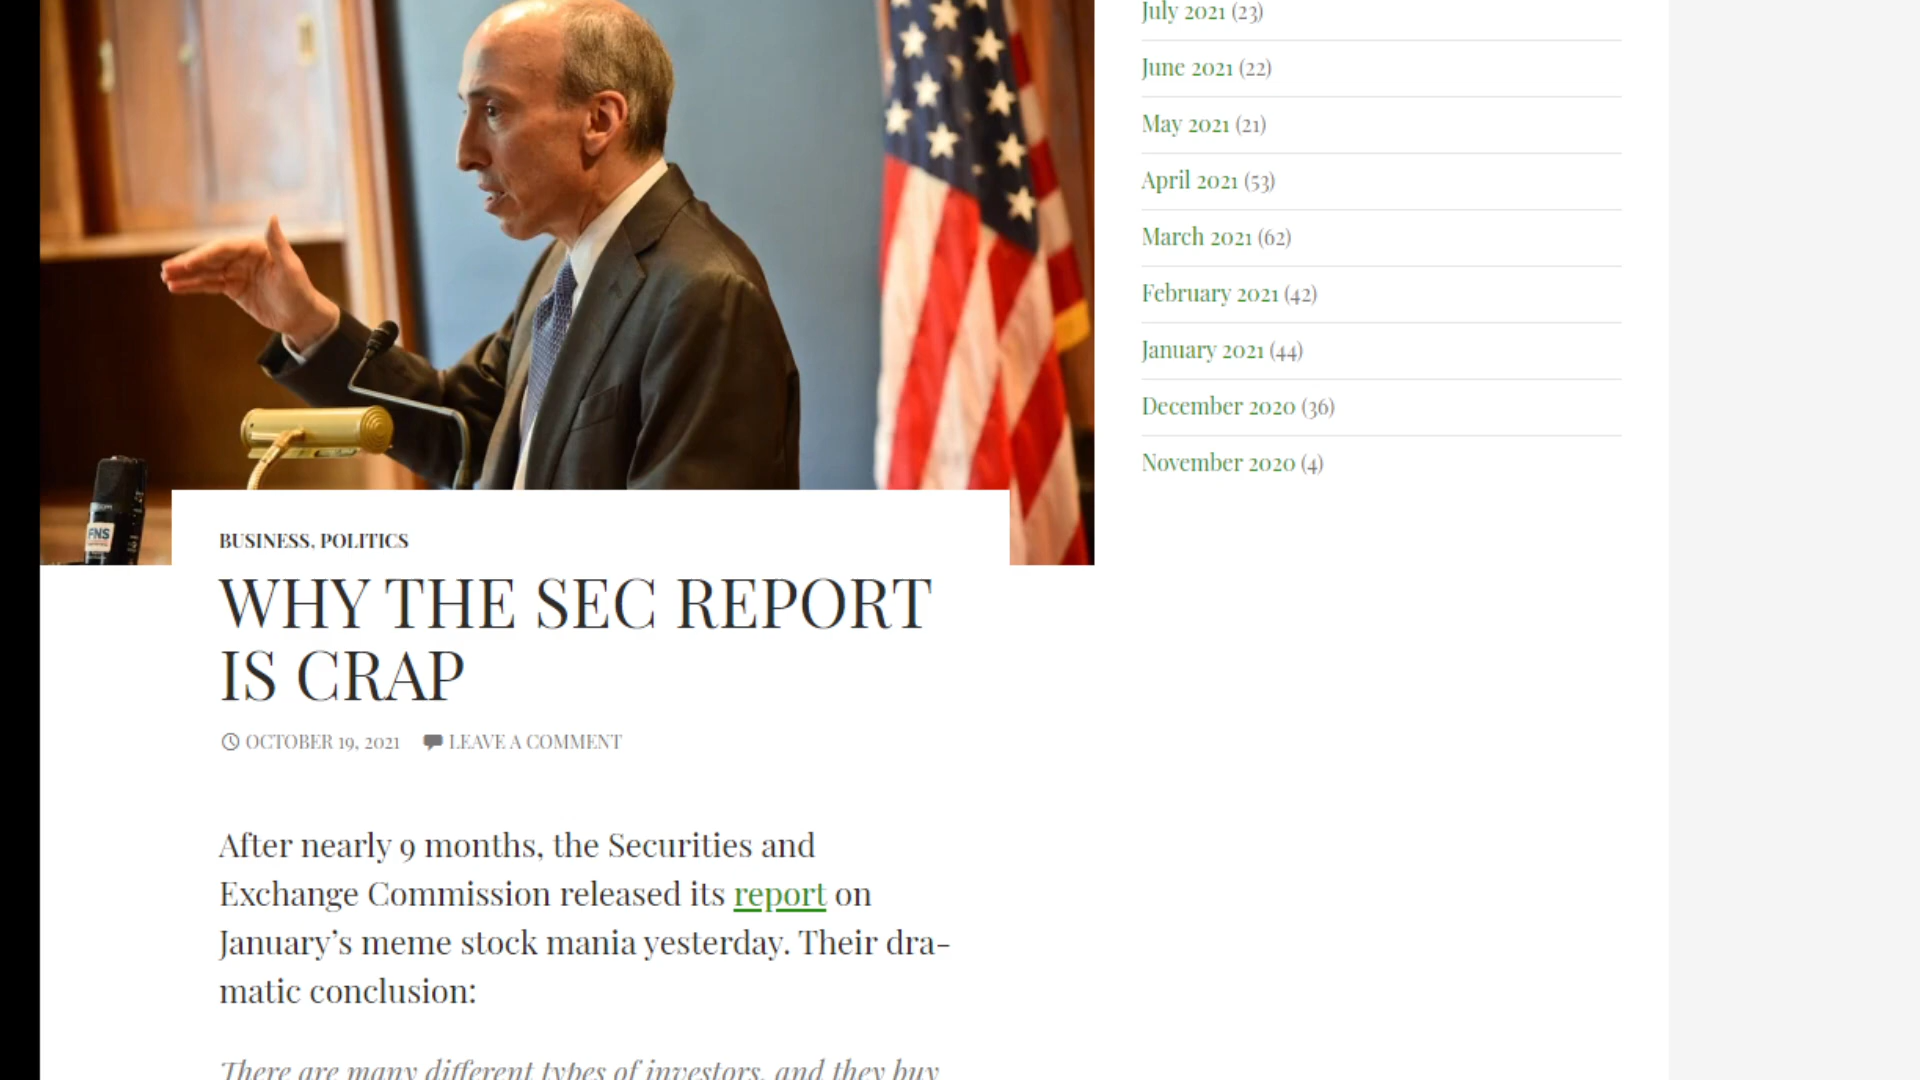 July 2021 (23)
June 2021 (22)
May 2021 (21)
April 2021 (53)
March 2021 (62)
February 2021 (42)
January 2021 (44)
December 2020 (36)
November 2020 (4)
FNS
BUSINESS, POLITICS
WHY THE SEC REPORT
IS CRAP
OCTOBER 19, 2021 LEAVE A COMMENT
After nearly 9 months, the Securities and
Exchange Commission released its report on
January’s meme stock mania yesterday. Their dra-
matic conclusion:
There are many different types of investors, and they buy